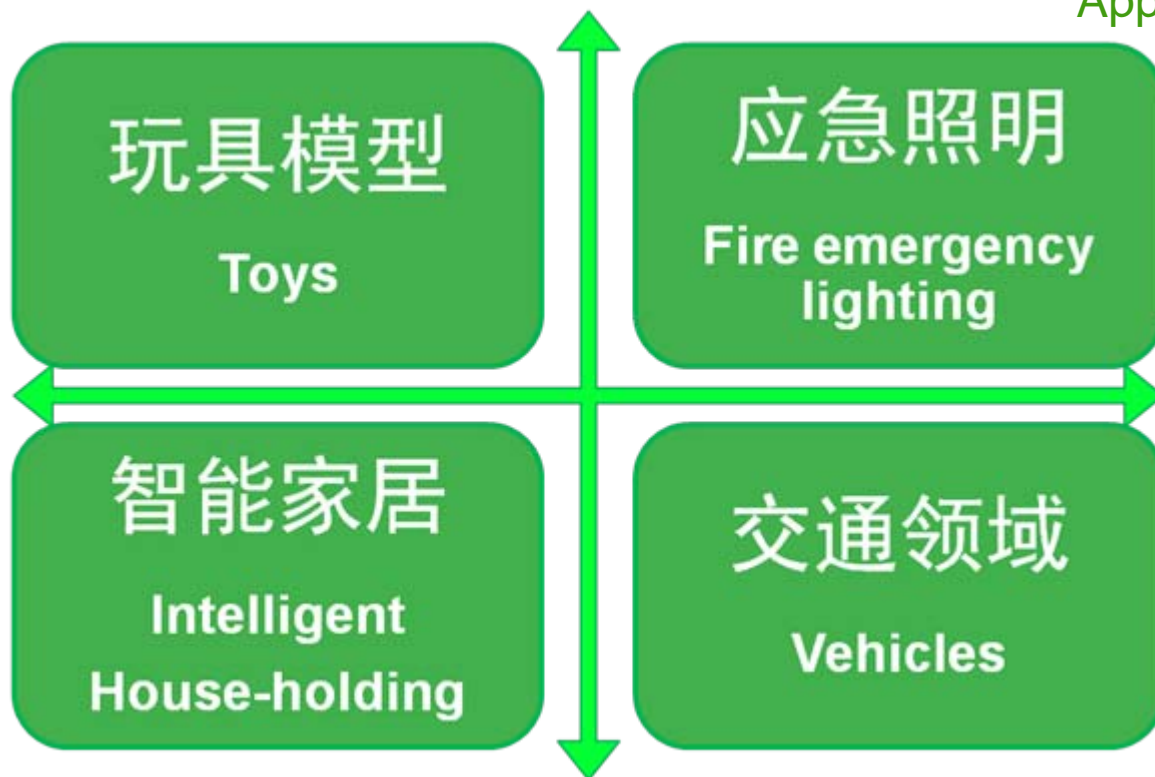 App
玩具模型
Toys
应急照明
Fire emergency
lighting
智能家居
Intelligent
House-holding
交通领域
Vehicles